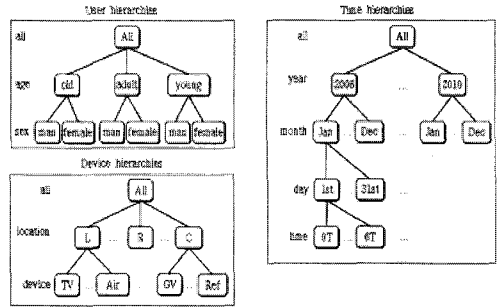 User hierarchies
all All
age old adult young
sex man female man female man female
Device hierarchies
all All
location L ... R ... C
device TV ... Air ... GV ... Ref
Time hierarchies
all All
year ... 2010
month Jan ... Dec ... Jan ... Dec
day 1st ... 31st ...
time ...